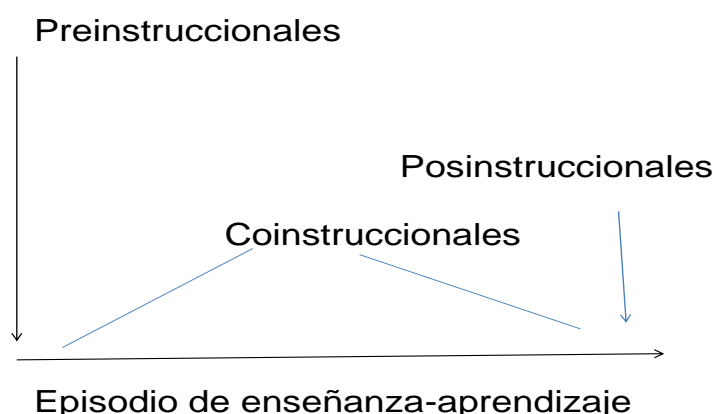 Preinstruccionales
Posinstruccionales
Coinstruccionales
Episodio de enseñanza-aprendizaje